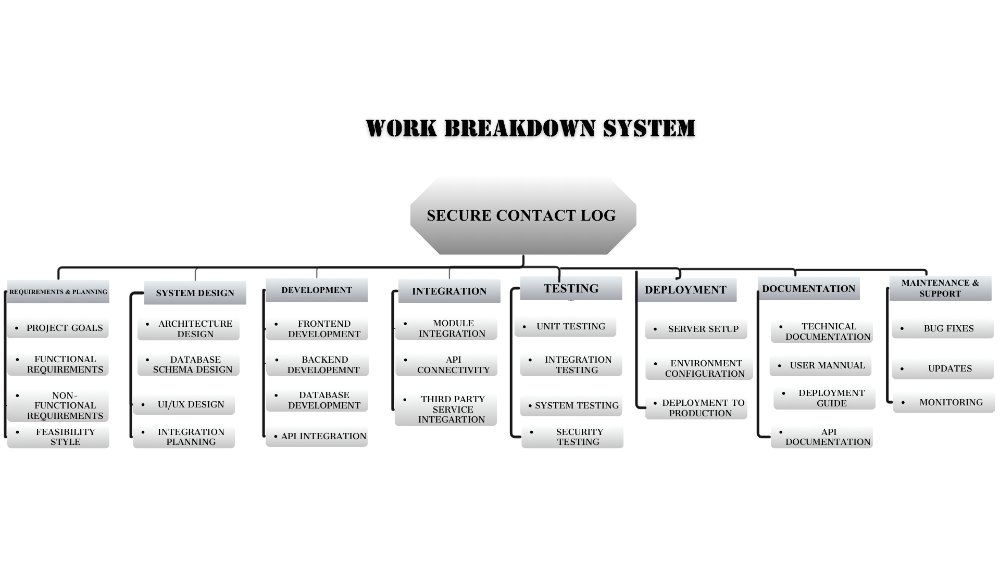 WORK BREAKDOWN SYSTEM
SECURE CONTACT LOG
REQUIREMENTS & PLANNING
• PROJECT GOALS
• FUNCTIONAL
REQUIREMENTS
• NON-
FUNCTIONAL
REQUIREMENTS
• FEASIBILITY
STYLE
SYSTEM DESIGN
• ARCHITECTURE
DESIGN
• DATABASE
SCHEMA DESIGN
• UI/UX DESIGN
• INTEGRATION
PLANNING
DEVELOPMENT
• FRONTEND
DEVELOPMENT
• BACKEND
DEVELOPEMNT
• DATABASE
DEVELOPMENT
• API INTEGRATION
INTEGRATION
• MODULE
INTEGRATION
• API
CONNECTIVITY
• THIRD PARTY
SERVICE
INTEGARTION
TESTING
• UNIT TESTING
• INTEGRATION
TESTING
• SYSTEM TESTING
• SECURITY
TESTING
DEPLOYMENT
• SERVER SETUP
• ENVIRONMENT
CONFIGURATION
• DEPLOYMENT TO
PRODUCTION
DOCUMENTATION
• TECHNICAL
DOCUMENTATION
• USER MANNUAL
• DEPLOYMENT
GUIDE
• API
DOCUMENTATION
MAINTENANCE &
SUPPORT
• BUG FIXES
• UPDATES
• MONITORING